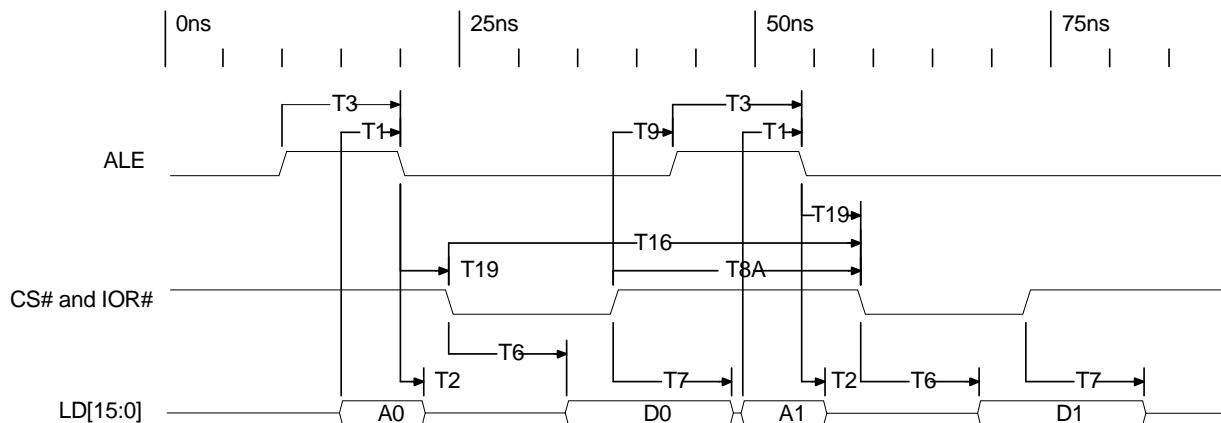 0ns 25ns 50ns 75ns
T3 T3
T1 T9 T1
ALE
T19
T16
T19 T8A
CS# and IOR#
T6
T2 T7 T2 T6 T7
LD[15:0] A0 D0 A1 D1